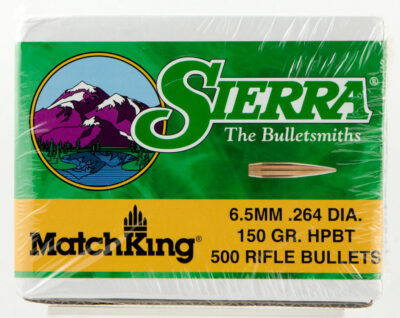 SIERRA®
The Bulletsmiths
6.5MM .264 DIA.
MatchKing®
150 GR. HPBT
500 RIFLE BULLETS